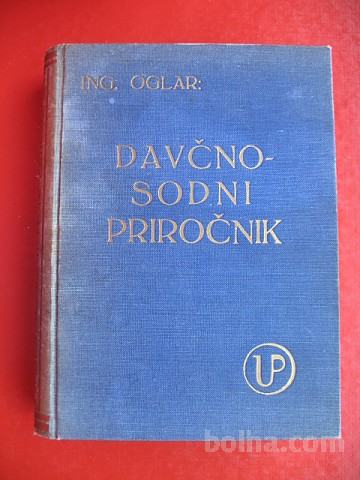 ING. OGLAR:
DAVČNO-
SODNI
PRIROČNIK
UP
bolha.com